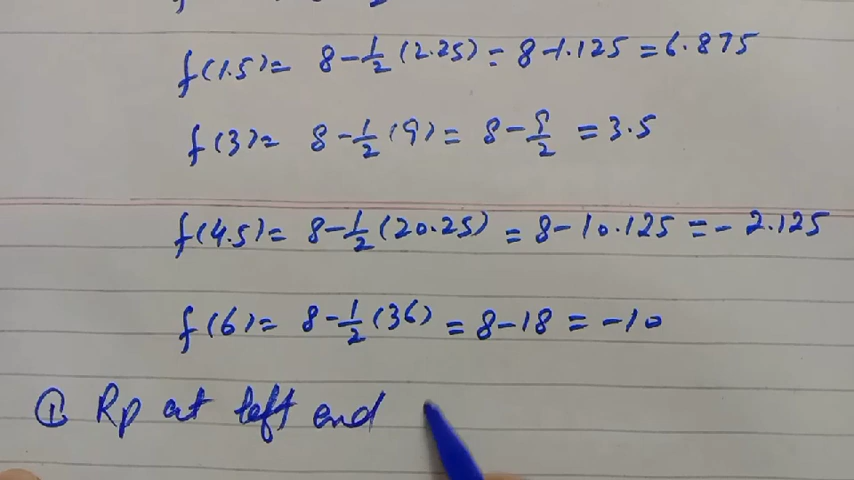 f(1.5)= 8-1/2(2.25) = 8-1.125 = 6.875
f(3)= 8-1/2(9) = 8-9/2 = 3.5
f(4.5)= 8-1/2(20.25) = 8-10.125 = -2.125
f(6)= 8-1/2(36) = 8-18 = -10
① Rp at left end